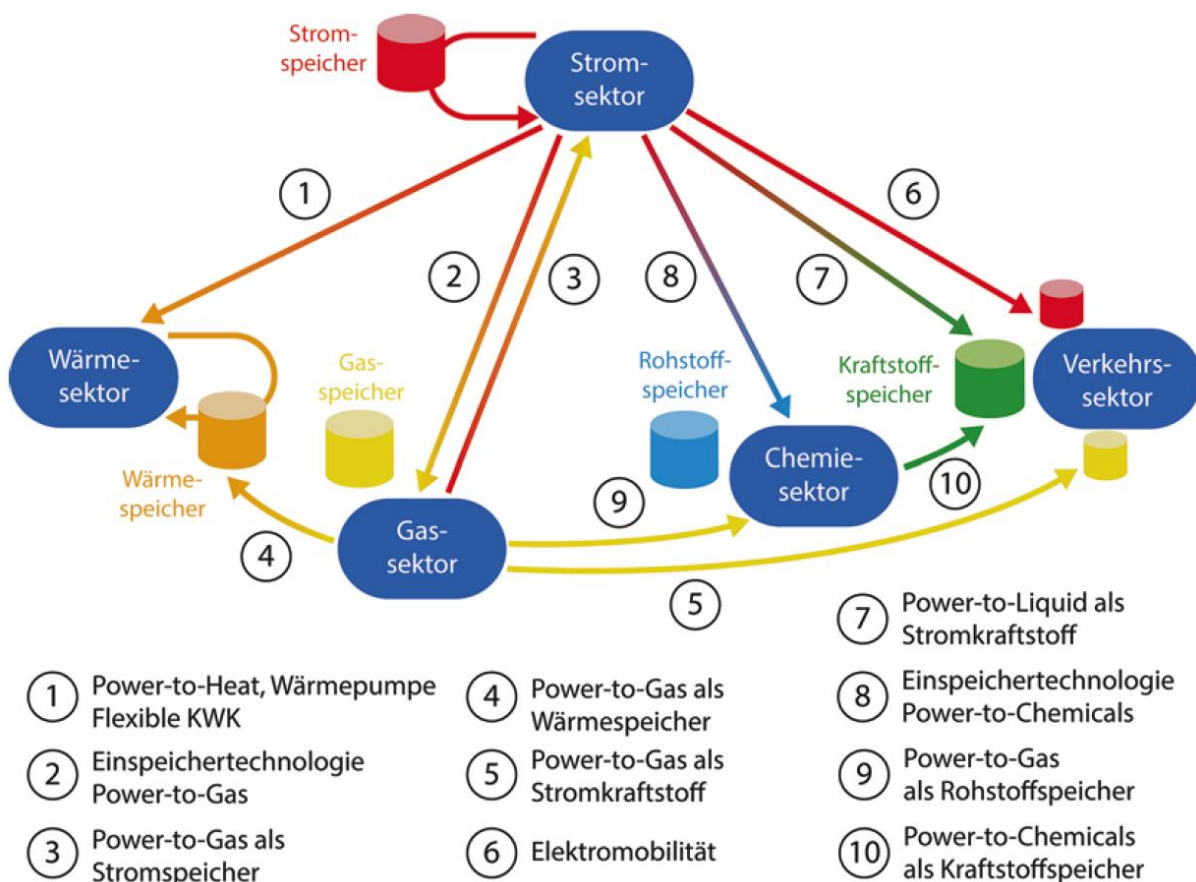 Strom-
speicher
Strom-
sektor
1
6
2
3
8
7
Wärme-
sektor
Gas-
speicher
Rohstoff-
speicher
Kraftstoff-
speicher
Verkehrs-
sektor
Wärme-
speicher
Chemie-
sektor
Gas-
sektor
4
9
10
5
1 Power-to-Heat, Wärmepumpe
Flexible KWK
2 Einspeichertechnologie
Power-to-Gas
3 Power-to-Gas als
Stromspeicher
4 Power-to-Gas als
Wärmespeicher
5 Power-to-Gas als
Stromkraftstoff
6 Elektromobilität
7 Power-to-Liquid als
Stromkraftstoff
8 Einspeichertechnologie
Power-to-Chemicals
9 Power-to-Gas
als Rohstoffspeicher
10 Power-to-Chemicals
als Kraftstoffspeicher